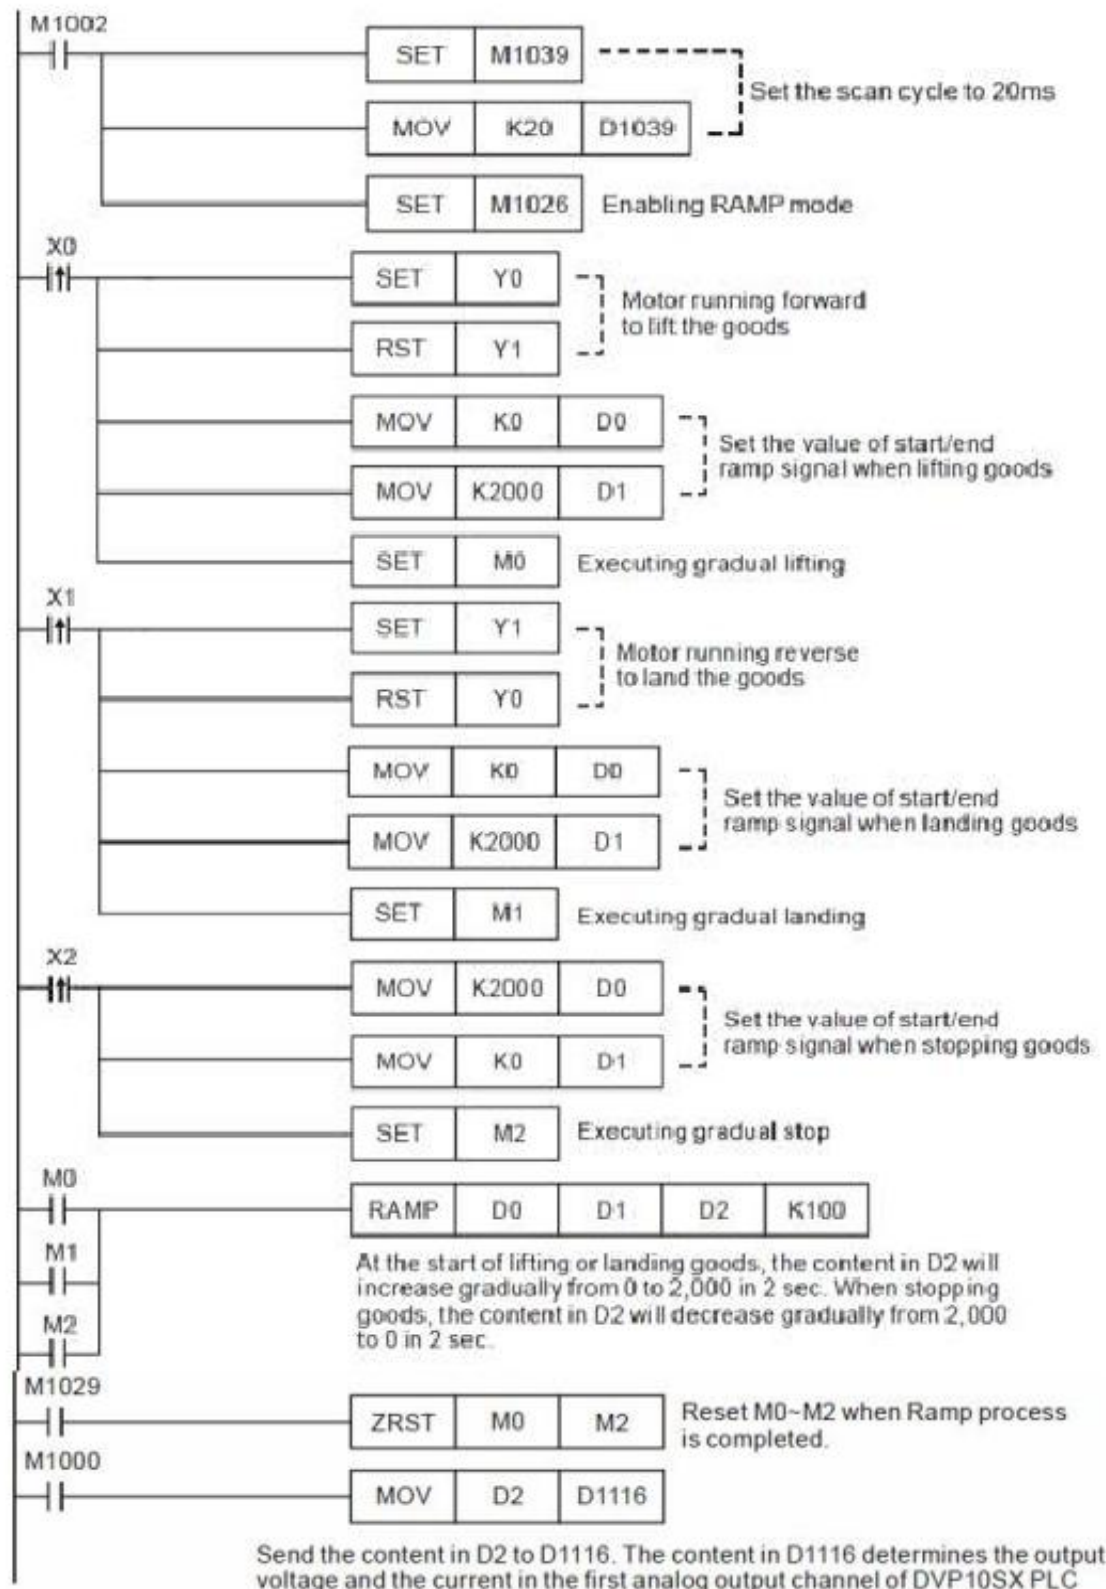 M1002
SET M1039
Set the scan cycle to 20ms
MOV K20 D1039
SET M1026 Enabling RAMP mode
X0
SET Y0
Motor running forward
to lift the goods
RST Y1
MOV K0 D0
Set the value of start/end
ramp signal when lifting goods
MOV K2000 D1
SET M0 Executing gradual lifting
X1
SET Y1
Motor running reverse
to land the goods
RST Y0
MOV K0 D0
Set the value of start/end
ramp signal when landing goods
MOV K2000 D1
SET M1 Executing gradual landing
X2
MOV K2000 D0
Set the value of start/end
ramp signal when stopping goods
MOV K0 D1
SET M2 Executing gradual stop
M0
RAMP D0 D1 D2 K100
M1
At the start of lifting or landing goods, the content in D2 will
increase gradually from 0 to 2,000 in 2 sec. When stopping
goods, the content in D2 will decrease gradually from 2,000
to 0 in 2 sec.
M2
M1029
ZRST M0 M2
Reset M0~M2 when Ramp process
is completed.
M1000
MOV D2 D1116
Send the content in D2 to D1116. The content in D1116 determines the output
voltage and the current in the first analog output channel of DVP10SX PLC